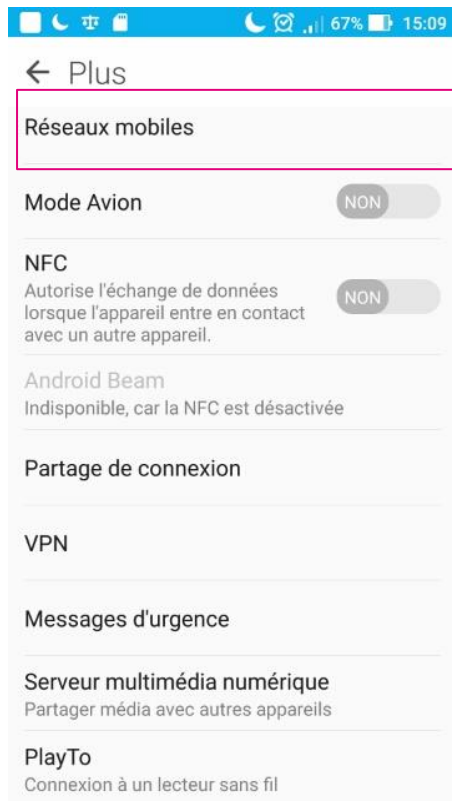 67% 15:09
← Plus
Réseaux mobiles
Mode Avion NON
NFC
Autorise l'échange de données
lorsque l'appareil entre en contact
avec un autre appareil.
NON
Android Beam
Indisponible, car la NFC est désactivée
Partage de connexion
VPN
Messages d'urgence
Serveur multimédia numérique
Partager média avec autres appareils
PlayTo
Connexion à un lecteur sans fil